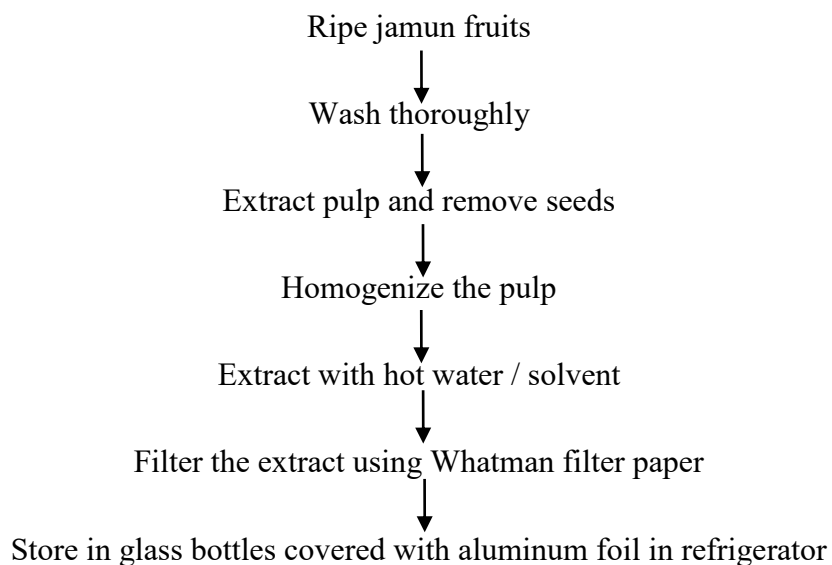 Ripe jamun fruits
Wash thoroughly
Extract pulp and remove seeds
Homogenize the pulp
Extract with hot water / solvent
Filter the extract using Whatman filter paper
Store in glass bottles covered with aluminum foil in refrigerator